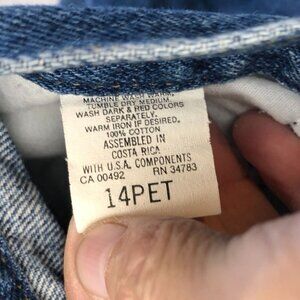 MACHINE WASH WARM.
TUMBLE DRY MEDIUM.
WASH DARK & RED COLORS
SEPARATELY.
WARM IRON IF DESIRED.
100% COTTON
ASSEMBLED IN
COSTA RICA
WITH U.S.A. COMPONENTS
CA 00492 RN 34783
14PET